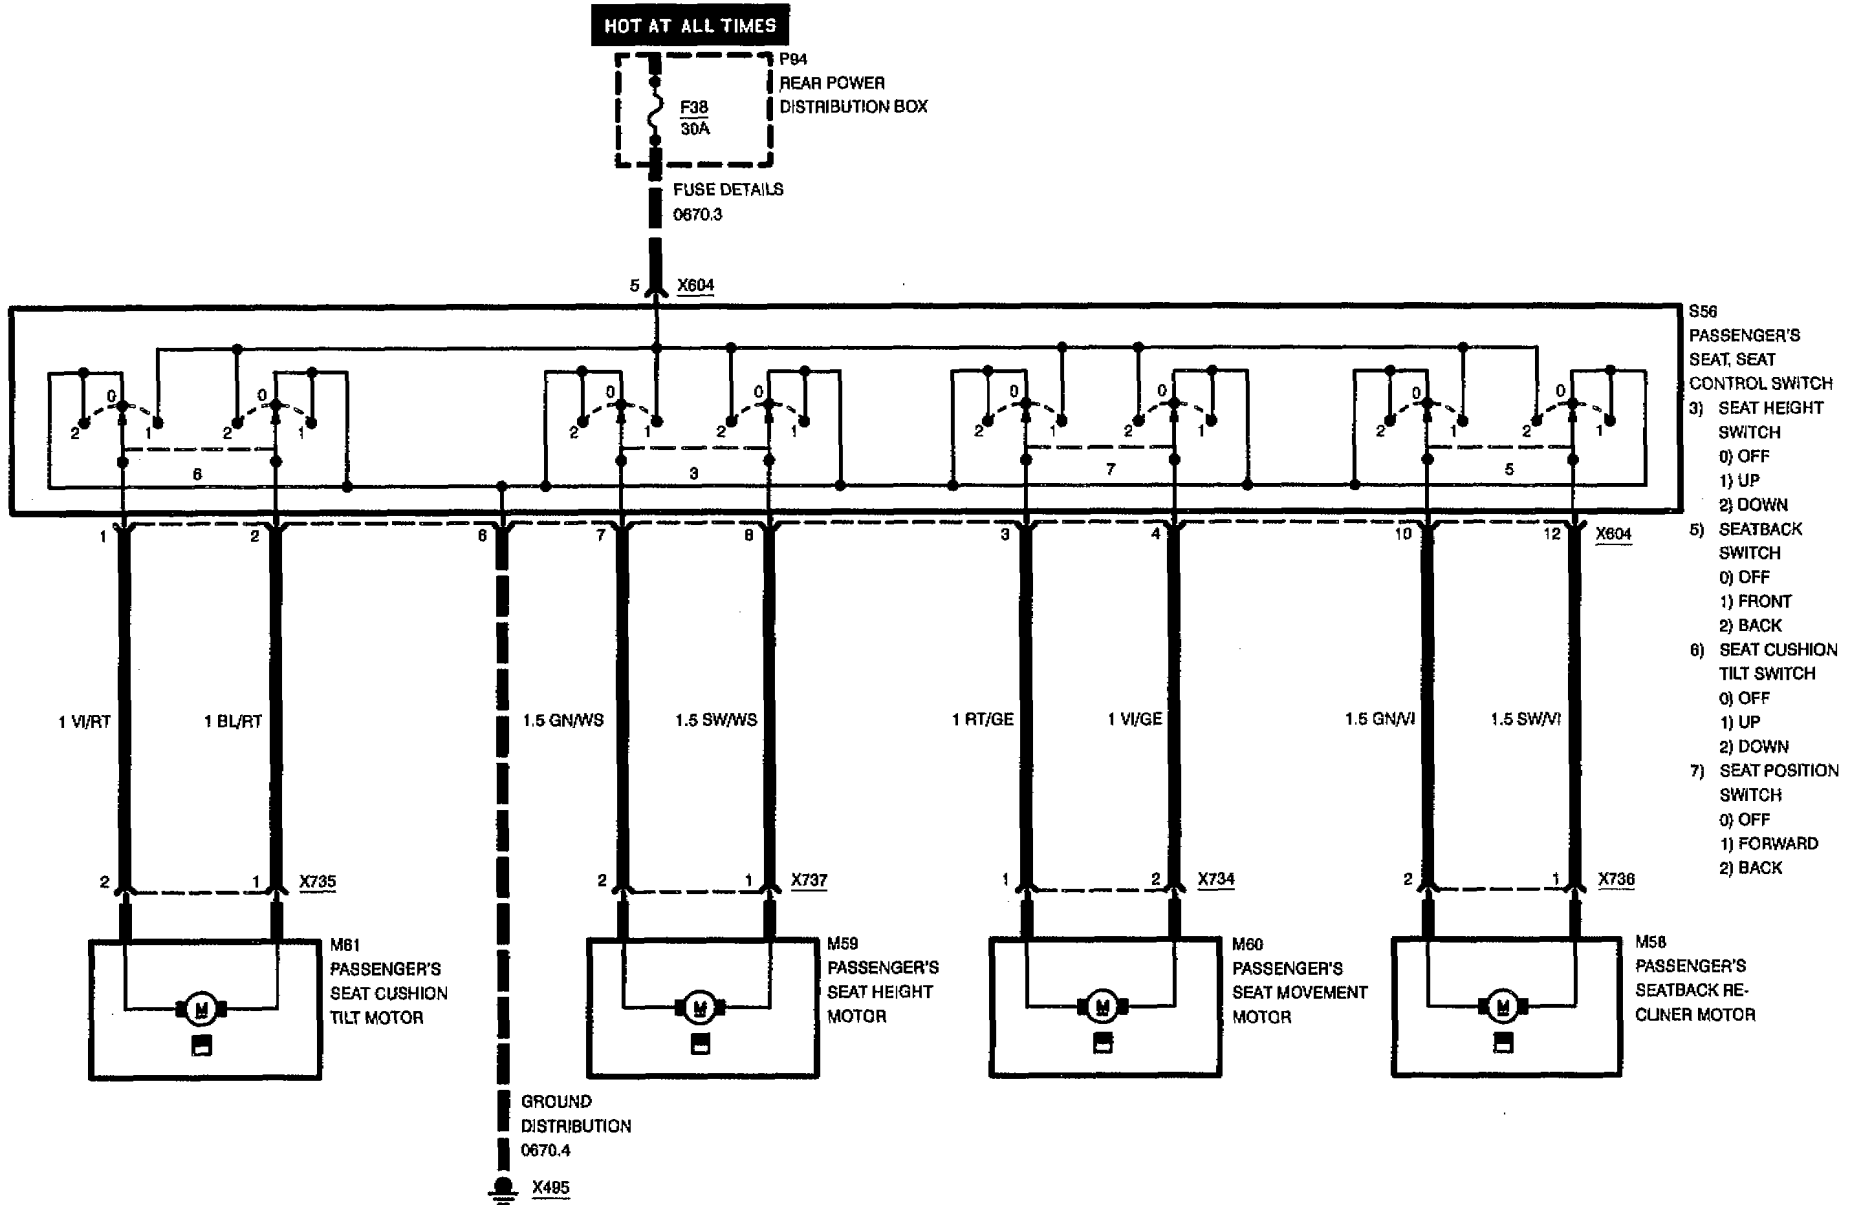 HOT AT ALL TIMES
P94
REAR POWER
DISTRIBUTION BOX
F38
30A
FUSE DETAILS
0670.3
5 X604
S56
PASSENGER'S
SEAT, SEAT
CONTROL SWITCH
3) SEAT HEIGHT
SWITCH
0) OFF
1) UP
2) DOWN
5) SEATBACK
SWITCH
0) OFF
1) FRONT
2) BACK
6) SEAT CUSHION
TILT SWITCH
0) OFF
1) UP
2) DOWN
7) SEAT POSITION
SWITCH
0) OFF
1) FORWARD
2) BACK
0 0 0 0 0 0 0 0
2 1 2 1 2 1 2 1 2 1 2 1 2 1 2 1
6 3 7 5
1 2 6 7 8 3 4 10 12 X604
1 VI/RT 1 BL/RT 1.5 GN/WS 1.5 SW/WS 1 RT/GE 1 VI/GE 1.5 GN/VI 1.5 SW/VI
2 1 X735 2 1 X737 1 2 X734 2 1 X736
M61
PASSENGER'S
SEAT CUSHION
TILT MOTOR
M
M59
PASSENGER'S
SEAT HEIGHT
MOTOR
M
M60
PASSENGER'S
SEAT MOVEMENT
MOTOR
M
M58
PASSENGER'S
SEATBACK RE-
CLINER MOTOR
M
GROUND
DISTRIBUTION
0670.4
X495